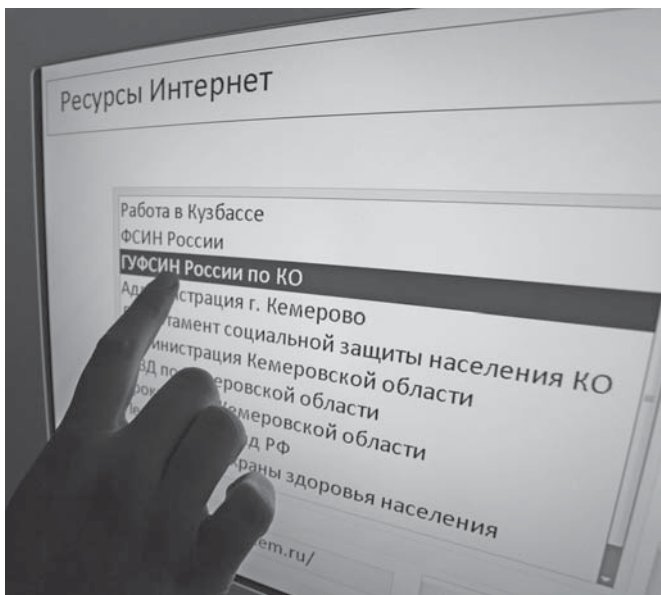 Ресурсы Интернет
Работа в Кузбассе
ФСИН России
ГУФСИН России по КО
г. Кемерово
социальной защиты населения КО
Кемеровской области
по области
области
РФ
здоровья населения